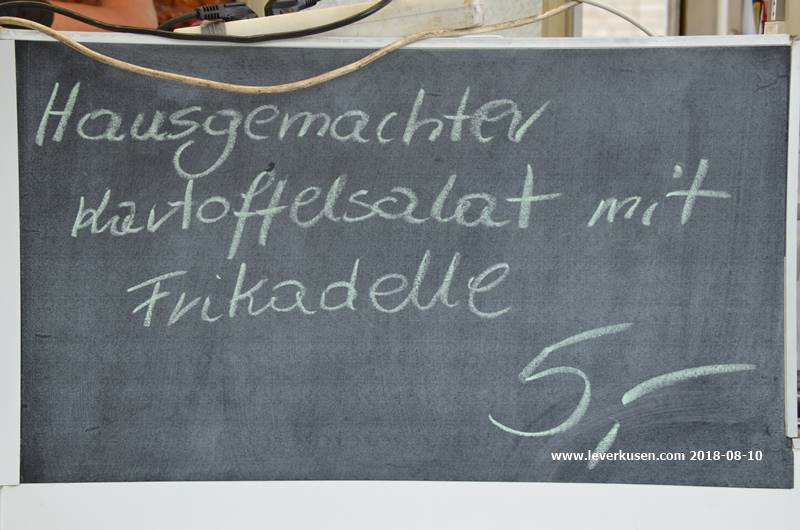 Hausgemachter
Kartoffelsalat mit
Frikadelle
5,-
www.leverkusen.com 2018-08-10